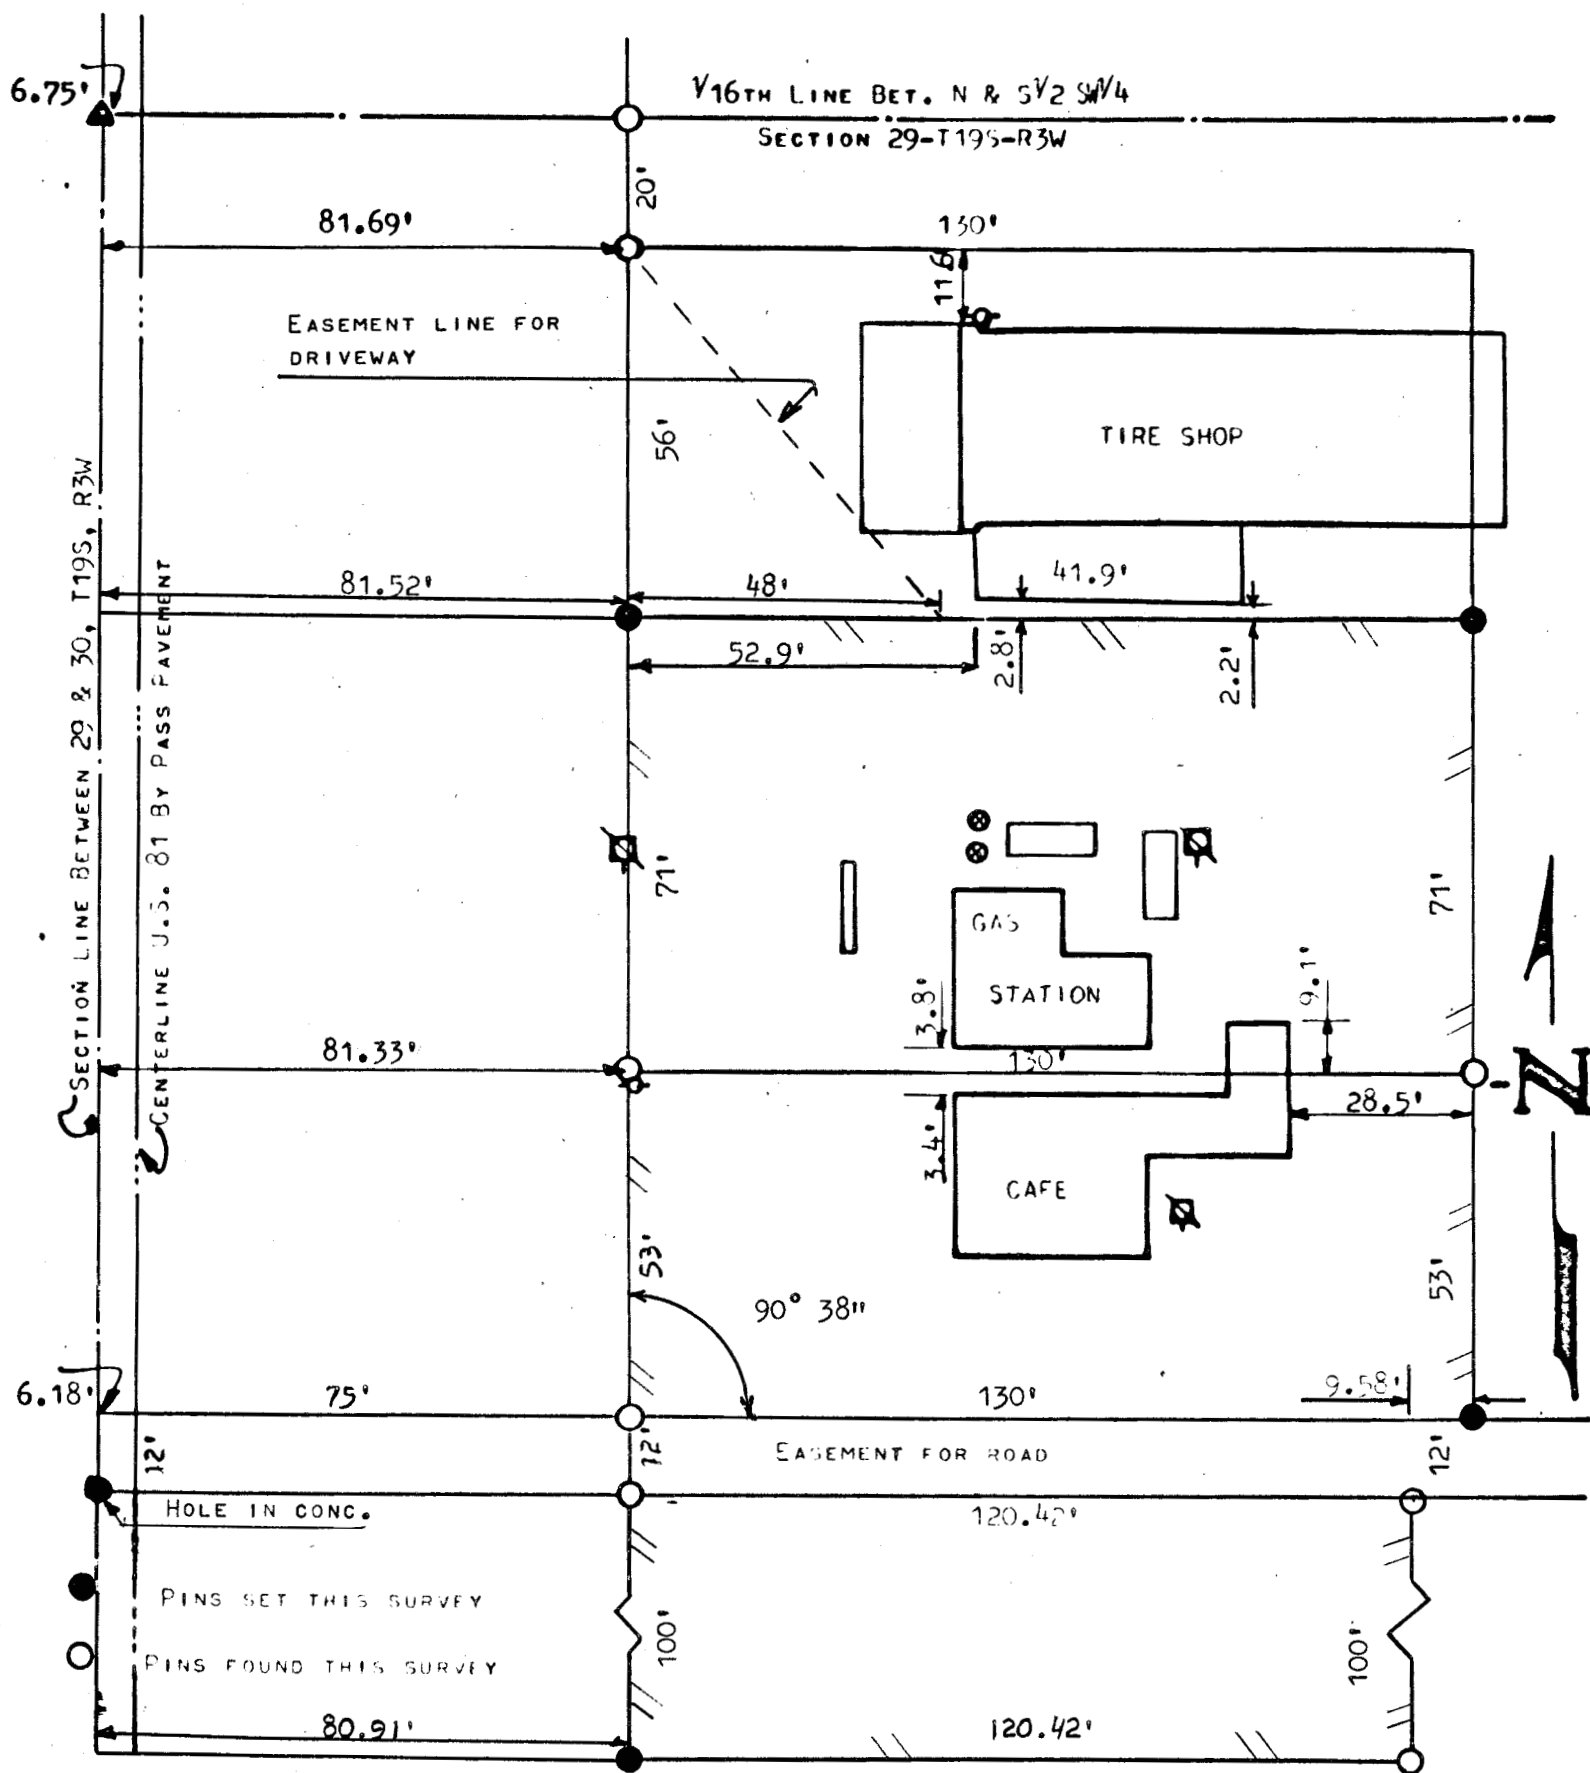 6.75'
1/16TH LINE BET. N & S1/2 SW1/4
SECTION 29-T19S-R3W
20'
81.69'
130'
11.6
EASEMENT LINE FOR
DRIVEWAY
56'
TIRE SHOP
SECTION LINE BETWEEN 29 & 30, T19S, R3W
CENTERLINE U.S. 81 BY PASS PAVEMENT
81.52'
48'
41.9'
52.9'
2.8'
2.2'
71'
71'
GAS
STATION
3.8'
9.1'
81.33'
130'
28.5'
N
3.4'
CAFE
53'
53'
90° 38"
6.18'
75'
130'
9.58'
12'
12'
EASEMENT FOR ROAD
12'
HOLE IN CONC.
120.42'
PINS SET THIS SURVEY
100'
100'
PINS FOUND THIS SURVEY
80.91'
120.42'